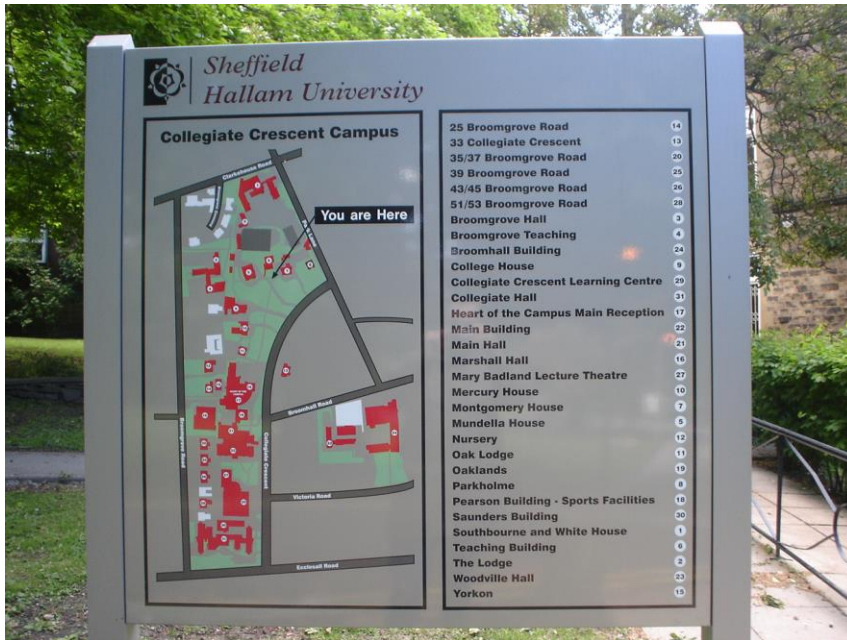 Sheffield
Hallam University
Collegiate Crescent Campus
Clarkehouse Road
You are Here
Broomhall Road
Broomgrove Road
Collegiate Crescent
Victoria Road
Ecclesall Road
25 Broomgrove Road 14
33 Collegiate Crescent 13
35/37 Broomgrove Road 20
39 Broomgrove Road 25
43/45 Broomgrove Road 26
51/53 Broomgrove Road 28
Broomgrove Hall 3
Broomgrove Teaching 4
Broomhall Building 24
College House 9
Collegiate Crescent Learning Centre 29
Collegiate Hall 31
Heart of the Campus Main Reception 17
Main Building 22
Main Hall 21
Marshall Hall 16
Mary Badland Lecture Theatre 27
Mercury House 10
Montgomery House 7
Mundella House 5
Nursery 12
Oak Lodge 11
Oaklands 19
Parkholme 8
Pearson Building - Sports Facilities 18
Saunders Building 30
Southbourne and White House 1
Teaching Building 6
The Lodge 2
Woodville Hall 23
Yorkon 15